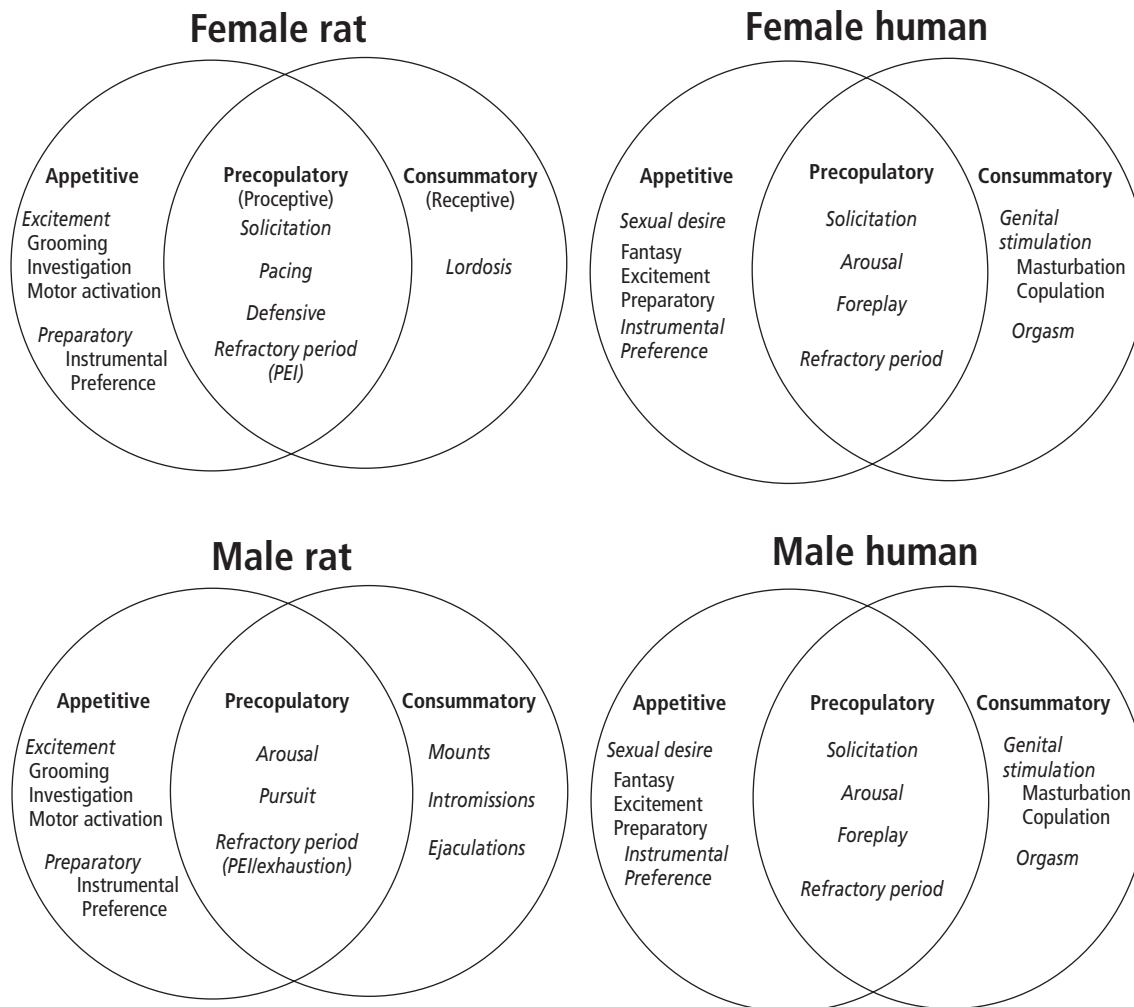 Female rat
Appetitive
Excitement
Grooming
Investigation
Motor activation
Preparatory
Instrumental
Preference
Precopulatory
(Proceptive)
Solicitation
Pacing
Defensive
Refractory period
(PEI)
Consummatory
(Receptive)
Lordosis
Female human
Appetitive
Sexual desire
Fantasy
Excitement
Preparatory
Instrumental
Preference
Precopulatory
Solicitation
Arousal
Foreplay
Refractory period
Consummatory
Genital
stimulation
Masturbation
Copulation
Orgasm
Male rat
Appetitive
Excitement
Grooming
Investigation
Motor activation
Preparatory
Instrumental
Preference
Precopulatory
Arousal
Pursuit
Refractory period
(PEIlexhaustion)
Consummatory
Mounts
Intromissions
Ejaculations
Male human
Appetitive
Sexual desire
Fantasy
Excitement
Preparatory
Instrumental
Preference
Precopulatory
Solicitation
Arousal
Foreplay
Refractory period
Consummatory
Genital
stimulation
Masturbation
Copulation
Orgasm